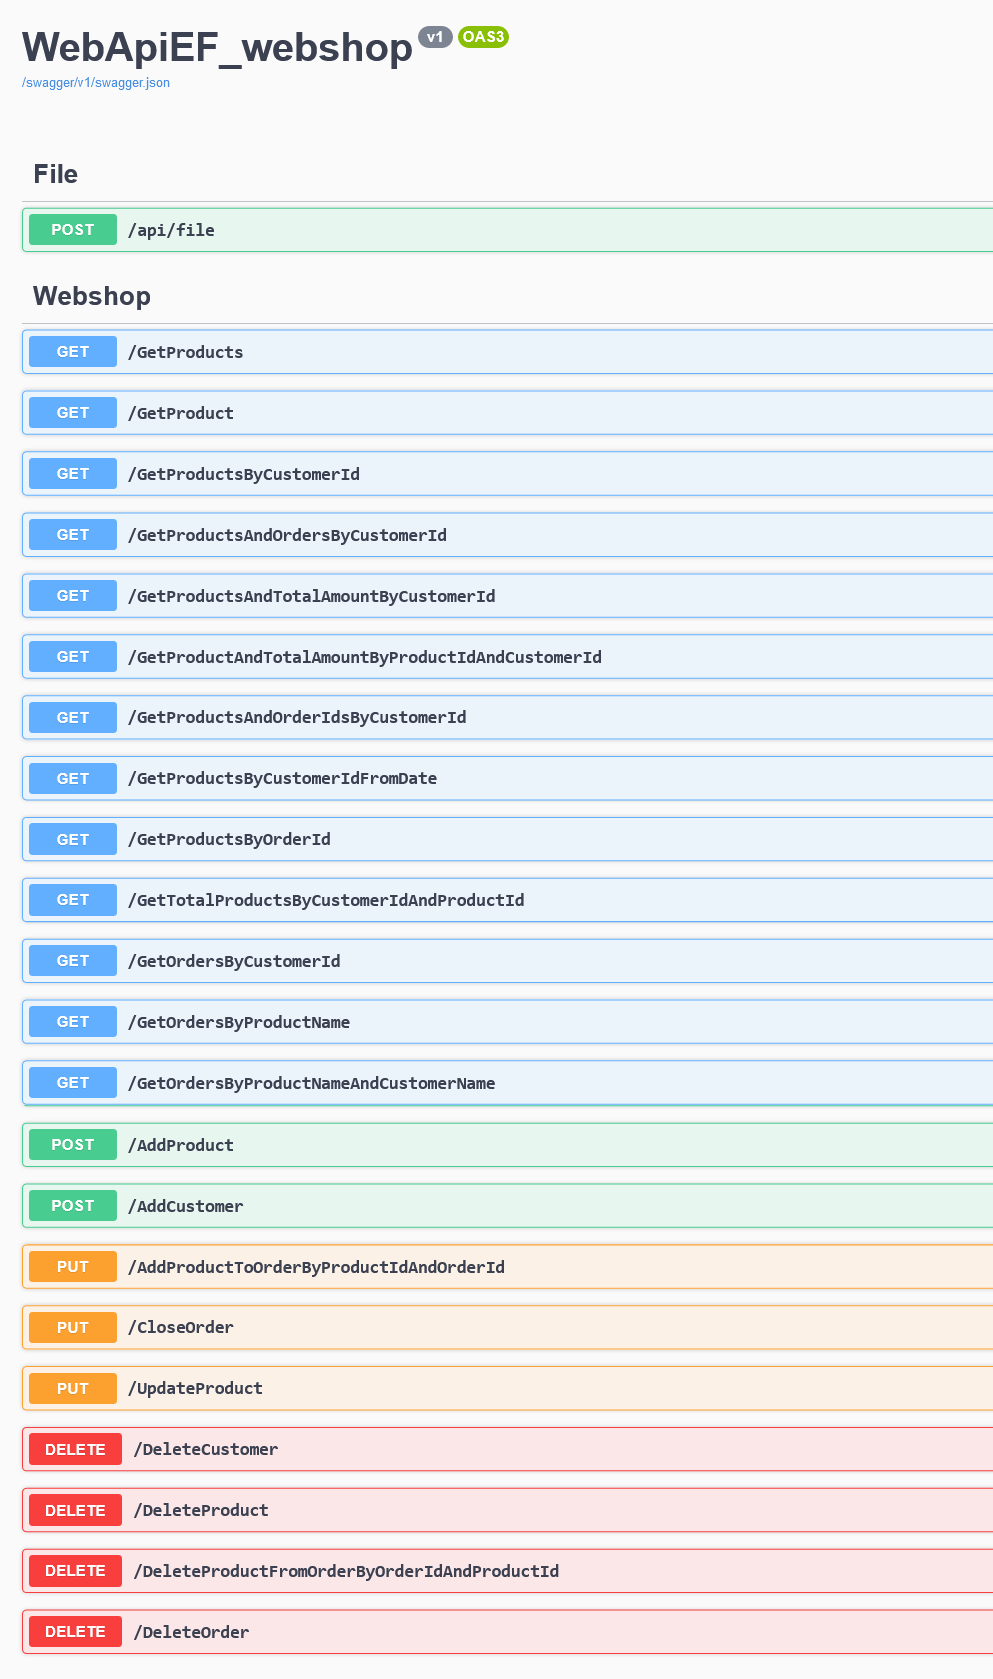 WebApiEF_webshop v1 OAS3
/swagger/v1/swagger.json
File
POST /api/file
Webshop
GET /GetProducts
GET /GetProduct
GET /GetProductsByCustomerId
GET /GetProductsAndOrdersByCustomerId
GET /GetProductsAndTotalAmountByCustomerId
GET /GetProductAndTotalAmountByProductIdAndCustomerId
GET /GetProductsAndOrderIdsByCustomerId
GET /GetProductsByCustomerIdFromDate
GET /GetProductsByOrderId
GET /GetTotalProductsByCustomerIdAndProductId
GET /GetOrdersByCustomerId
GET /GetOrdersByProductName
GET /GetOrdersByProductNameAndCustomerName
POST /AddProduct
POST /AddCustomer
PUT /AddProductToOrderByProductIdAndOrderId
PUT /CloseOrder
PUT /UpdateProduct
DELETE /DeleteCustomer
DELETE /DeleteProduct
DELETE /DeleteProductFromOrderByOrderIdAndProductId
DELETE /DeleteOrder